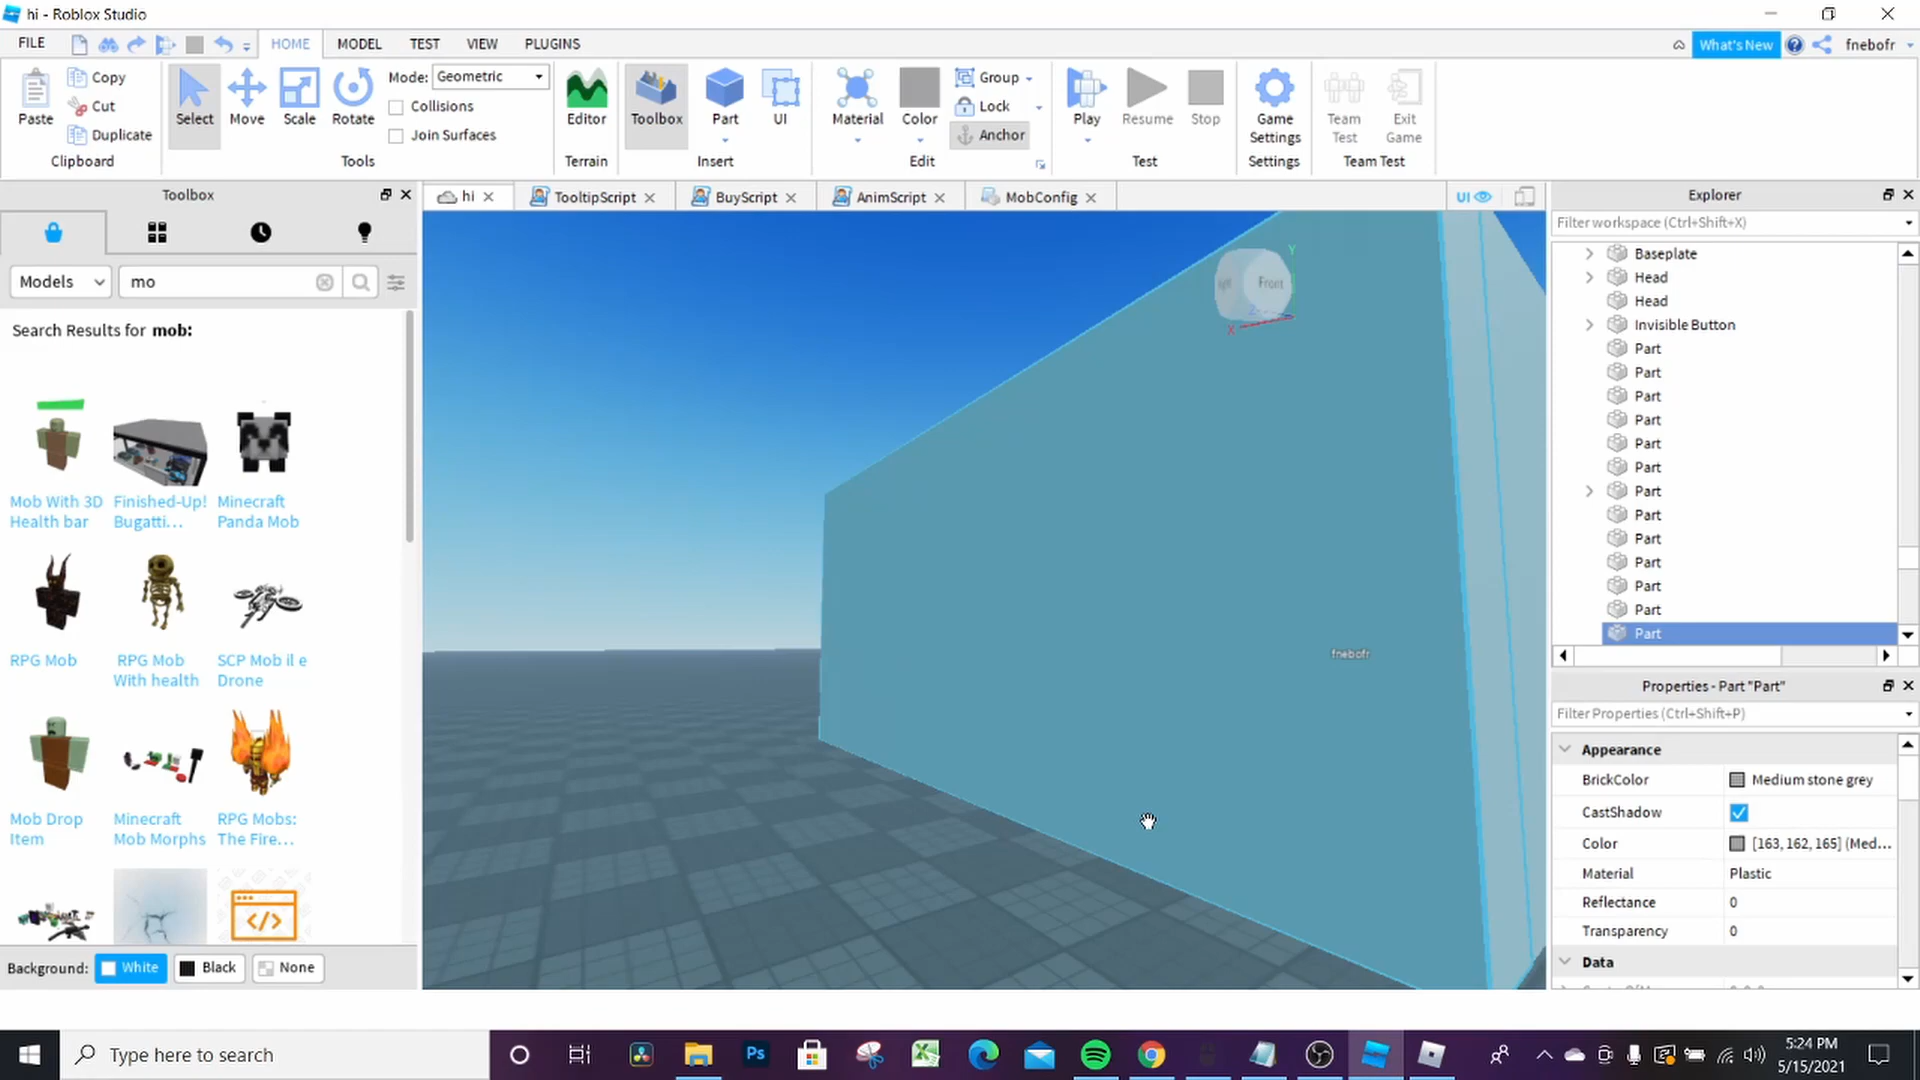 hi - Roblox Studio
FILE
HOME
MODEL
TEST
VIEW
PLUGINS
What's New
fnebofr
Paste
Copy
Cut
Duplicate
Clipboard
Select
Move
Scale
Rotate
Mode:
Geometric
Collisions
Join Surfaces
Tools
Editor
Terrain
Toolbox
Part
UI
Insert
Material
Color
Group
Lock
Anchor
Edit
Play
Resume
Stop
Test
Game
Settings
Settings
Team
Test
Exit
Game
Team Test
Toolbox
hi
TooltipScript
BuyScript
AnimScript
MobConfig
UI
Models
mo
Search Results for mob:
Mob With 3D
Health bar
Finished-Up!
Bugatti...
Minecraft
Panda Mob
RPG Mob
RPG Mob
With health
SCP Mob il e
Drone
Mob Drop
Item
Minecraft
Mob Morphs
RPG Mobs:
The Fire...
Background:
White
Black
None
Front
Y
X
Z
fnebofr
Explorer
Filter workspace (Ctrl+Shift+X)
Baseplate
Head
Head
Invisible Button
Part
Part
Part
Part
Part
Part
Part
Part
Part
Part
Part
Part
Part
Properties - Part "Part"
Filter Properties (Ctrl+Shift+P)
Appearance
BrickColor
Medium stone grey
CastShadow
Color
[163, 162, 165] (Med...
Material
Plastic
Reflectance
0
Transparency
0
Data
Type here to search
Ps
5:24 PM
5/15/2021